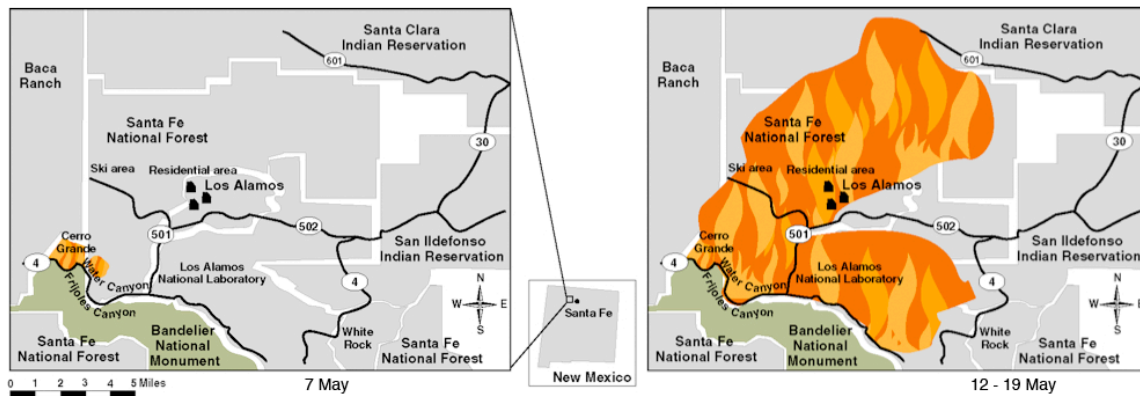 Santa Clara
Indian Reservation
601
Baca
Ranch
Santa Fe
National Forest
30
Ski area
Residential area
Los Alamos
501
502
Cerro
Grande
4
Water Canyon
Frijoles Canyon
Los Alamos
National Laboratory
San Ildefonso
Indian Reservation
4
N
W E
S
White
Rock
Bandelier
National
Monument
Santa Fe
National Forest
Santa Fe
National Forest
0 1 2 3 4 5 Miles
7 May
Santa Fe
New Mexico
Santa Clara
Indian Reservation
601
Baca
Ranch
Santa Fe
National Forest
30
Ski area
Residential area
Los Alamos
501
502
Cerro
Grande
4
Water Canyon
Frijoles Canyon
Los Alamos
National Laboratory
San Ildefonso
Indian Reservation
4
N
W E
S
White
Rock
Bandelier
National
Monument
Santa Fe
National Forest
Santa Fe
National Forest
12 - 19 May